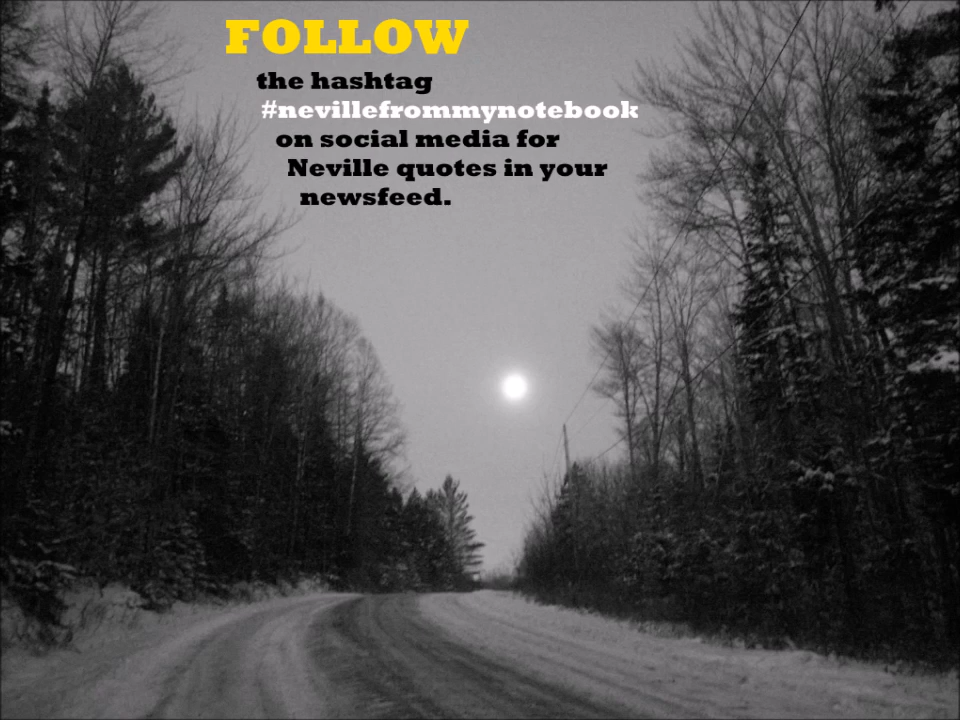 FOLLOW
the hashtag
#nevillefrommynotebook
on social media for
Neville quotes in your
newsfeed.